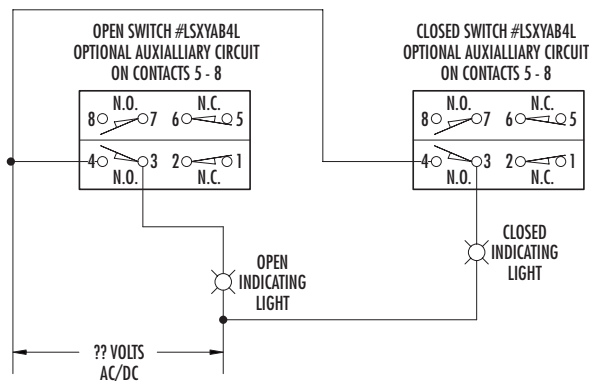 OPEN SWITCH #LSXYAB4L
OPTIONAL AUXIALLIARY CIRCUIT
ON CONTACTS 5 - 8
N.O. N.C.
8 7 6 5
4 3 2 1
N.O. N.C.
CLOSED SWITCH #LSXYAB4L
OPTIONAL AUXIALLIARY CIRCUIT
ON CONTACTS 5 - 8
N.O. N.C.
8 7 6 5
4 3 2 1
N.O. N.C.
OPEN
INDICATING
LIGHT
CLOSED
INDICATING
LIGHT
?? VOLTS
AC/DC